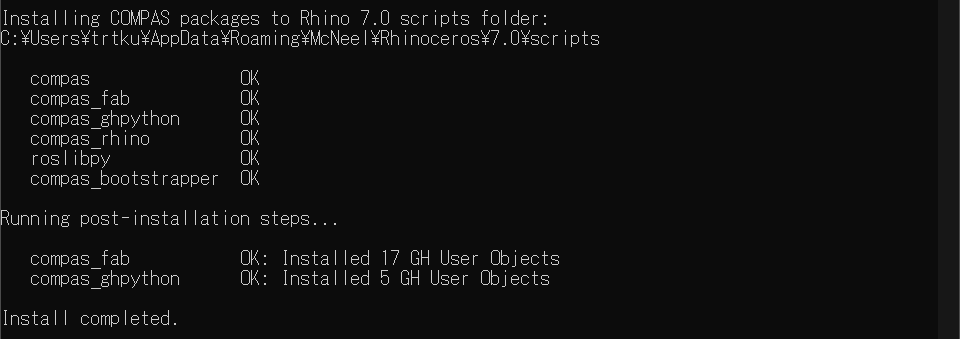 Installing COMPAS packages to Rhino 7.0 scripts folder:
C:¥Users¥trtku¥AppData¥Roaming¥McNeel¥Rhinoceros¥7.0¥scripts
compas OK
compas_fab OK
compas_ghpython OK
compas_rhino OK
roslibpy OK
compas_bootstrapper OK
Running post-installation steps...
compas_fab OK: Installed 17 GH User Objects
compas_ghpython OK: Installed 5 GH User Objects
Install completed.